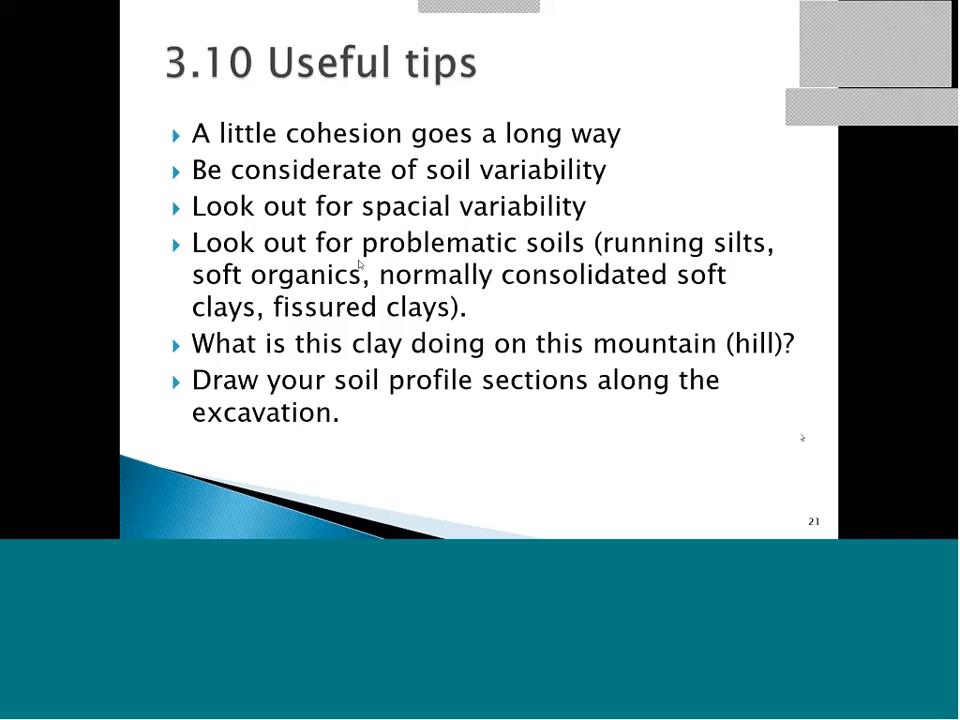 3.10 Useful tips
A little cohesion goes a long way
Be considerate of soil variability
Look out for spacial variability
Look out for problematic soils (running silts,
soft organics, normally consolidated soft
clays, fissured clays).
What is this clay doing on this mountain (hill)?
Draw your soil profile sections along the
excavation.
21